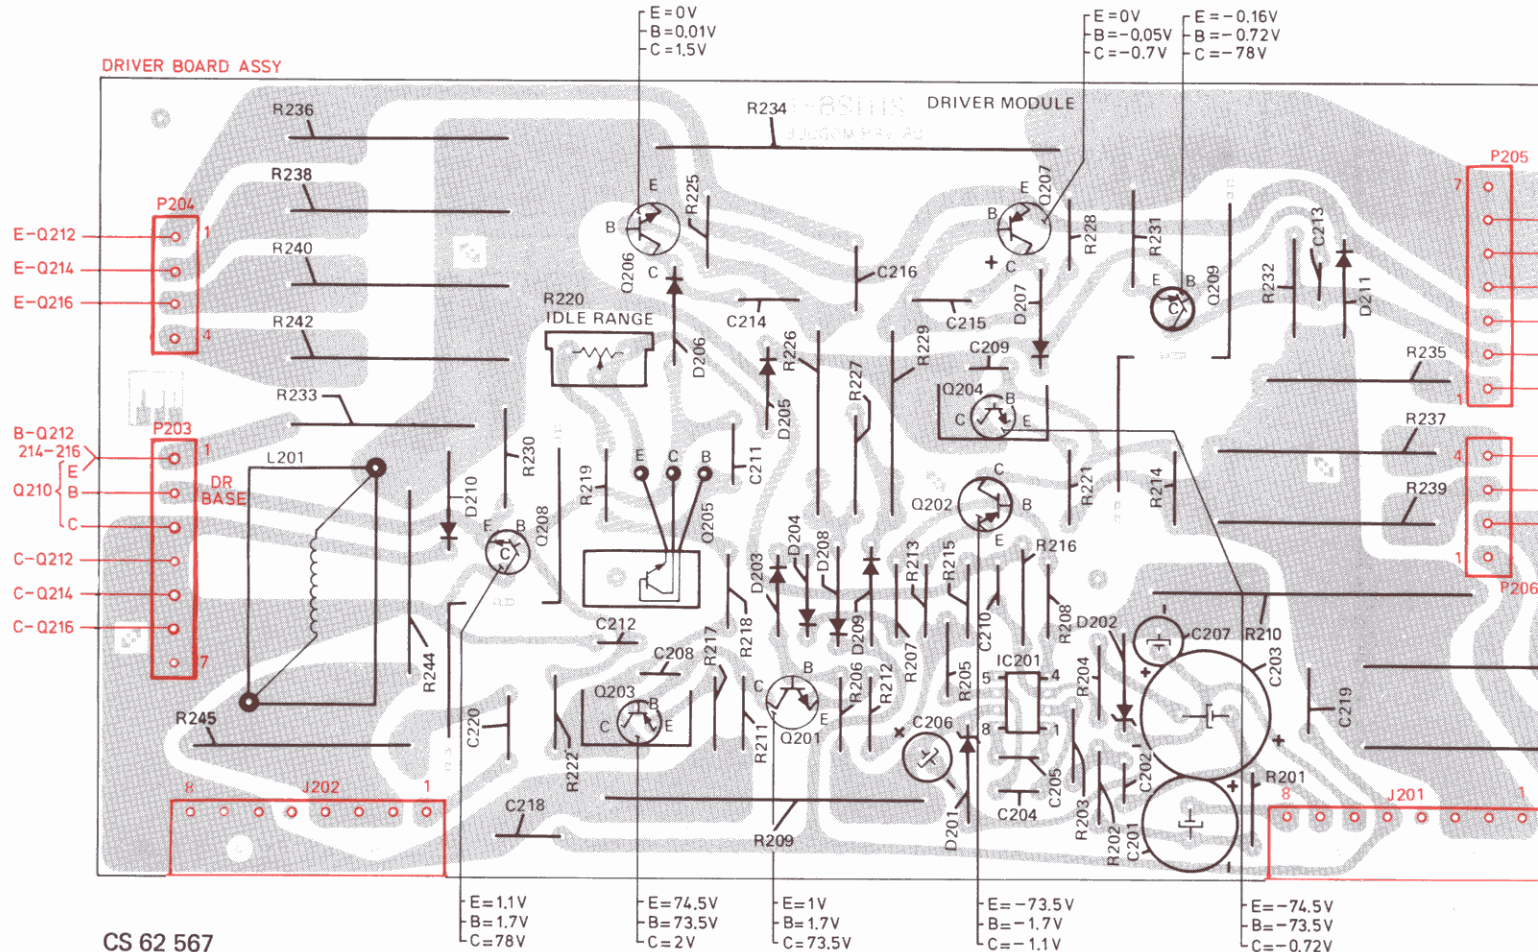 E=0V
B=0.01V
C=1.5V
E=0V
B=-0.05V
C=-0.7V
E=-0.16V
B=-0.72V
C=-78V
DRIVER BOARD ASSY
DRIVER MODULE
R236
R234
R238
R225
E
Q207
P205
7
P204
1
E
B
B
R228
R231
C213
E-Q212
E-Q214
E-Q216
4
R240
Q206
C
C
+
C216
D207
E
B
C
Q209
R232
D211
R220
IDLE RANGE
C214
C215
R242
D206
R226
R229
C209
R235
R227
Q204
B
C
E
1
R233
D205
R237
B-Q212
214-216
P203
1
L201
E
Q210
B
C
DR
BASE
R230
R219
E
C
B
C211
C
Q202
B
E
R221
R214
4
R239
D210
Q205
E
B
C
Q208
D204
D208
D203
R213
R215
R216
1
P206
C-Q212
C-Q214
C-Q216
7
R244
C212
R217
R218
D209
R207
C210
R208
D202
-
C207
R210
C208
C
B
R206
R212
R205
IC201
5
4
8
1
R204
+
C203
Q203
B
C
E
E
Q201
C206
+
C219
R245
C220
R222
R211
C205
-
C202
+
+
R201
8
J202
1
C218
R209
D201
C204
R203
R202
C201
-
8
J201
1
E=1.1V
B=1.7V
C=78V
E=74.5V
B=73.5V
C=2V
E=1V
B=1.7V
C=73.5V
E=-73.5V
B=-1.7V
C=-1.1V
E=-74.5V
B=-73.5V
C=-0.72V
CS 62 567